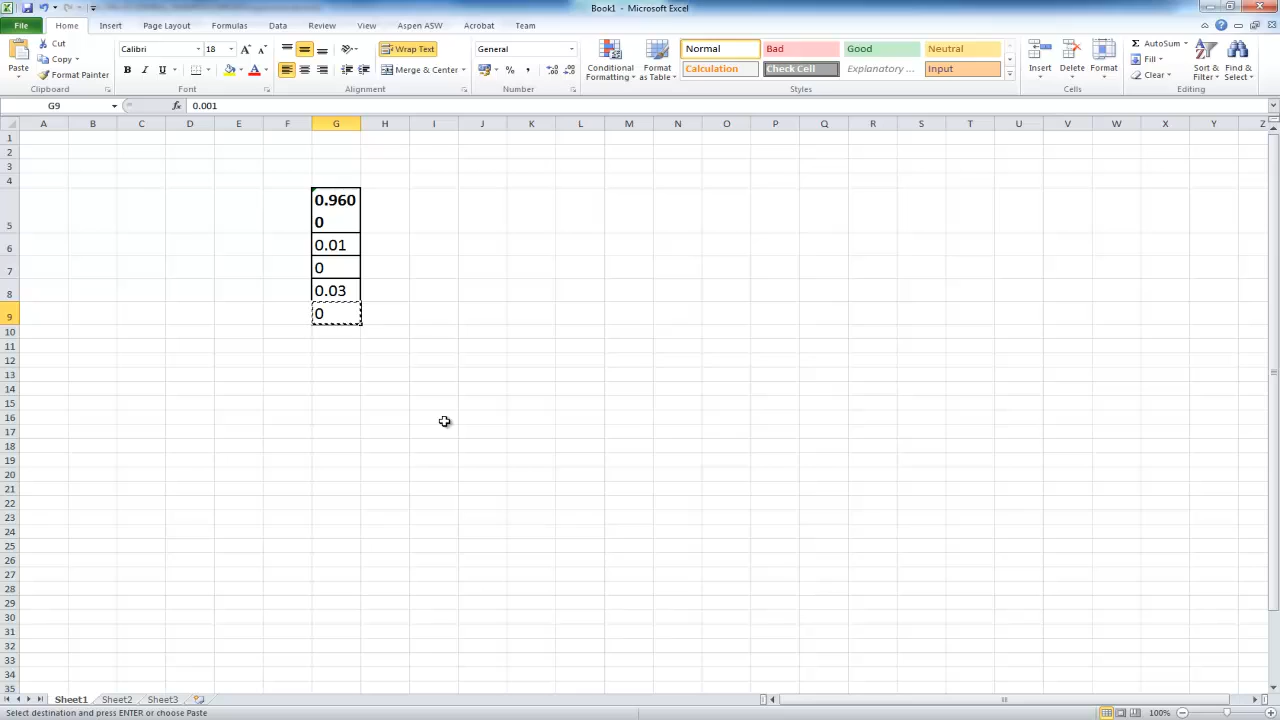 Book1 - Microsoft Excel
File Home Insert Page Layout Formulas Data Review View Aspen ASW Acrobat Team
Cut
Copy
Format Painter
Paste
Clipboard
Calibri 18
B I U
Font
Wrap Text
Merge & Center
Alignment
General
Number
Conditional Formatting
Format as Table
Normal Bad Good Neutral
Calculation Check Cell Explanatory ... Input
Styles
Insert Delete Format
Cells
AutoSum
Fill
Clear
Sort & Filter
Find & Select
Editing
G9 fx 0.001
A B C D E F G H I J K L M N O P Q R S T U V W X Y Z
1
2
3
4
5 0.960
0
6 0.01
7 0
8 0.03
9 0
10
11
12
13
14
15
16
17
18
19
20
21
22
23
24
25
26
27
28
29
30
31
32
33
34
35
Sheet1 Sheet2 Sheet3
Select destination and press ENTER or choose Paste 100%